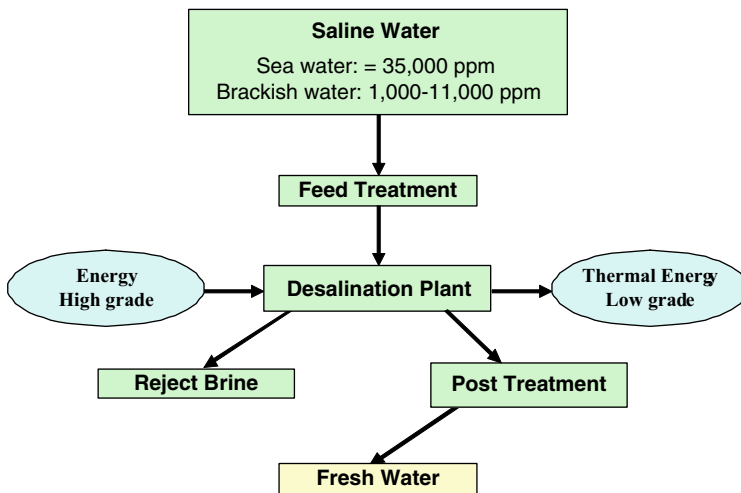 Saline Water
Sea water: = 35,000 ppm
Brackish water: 1,000-11,000 ppm
Feed Treatment
Energy
High grade
Desalination Plant
Thermal Energy
Low grade
Reject Brine
Post Treatment
Fresh Water